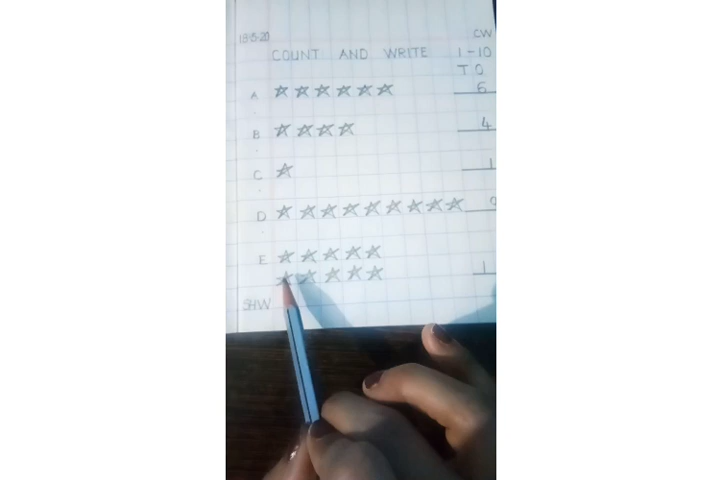 18·5·20 CW
COUNT AND WRITE 1-10
T O
A 6
B 4
C 1
D
E 1
SHW